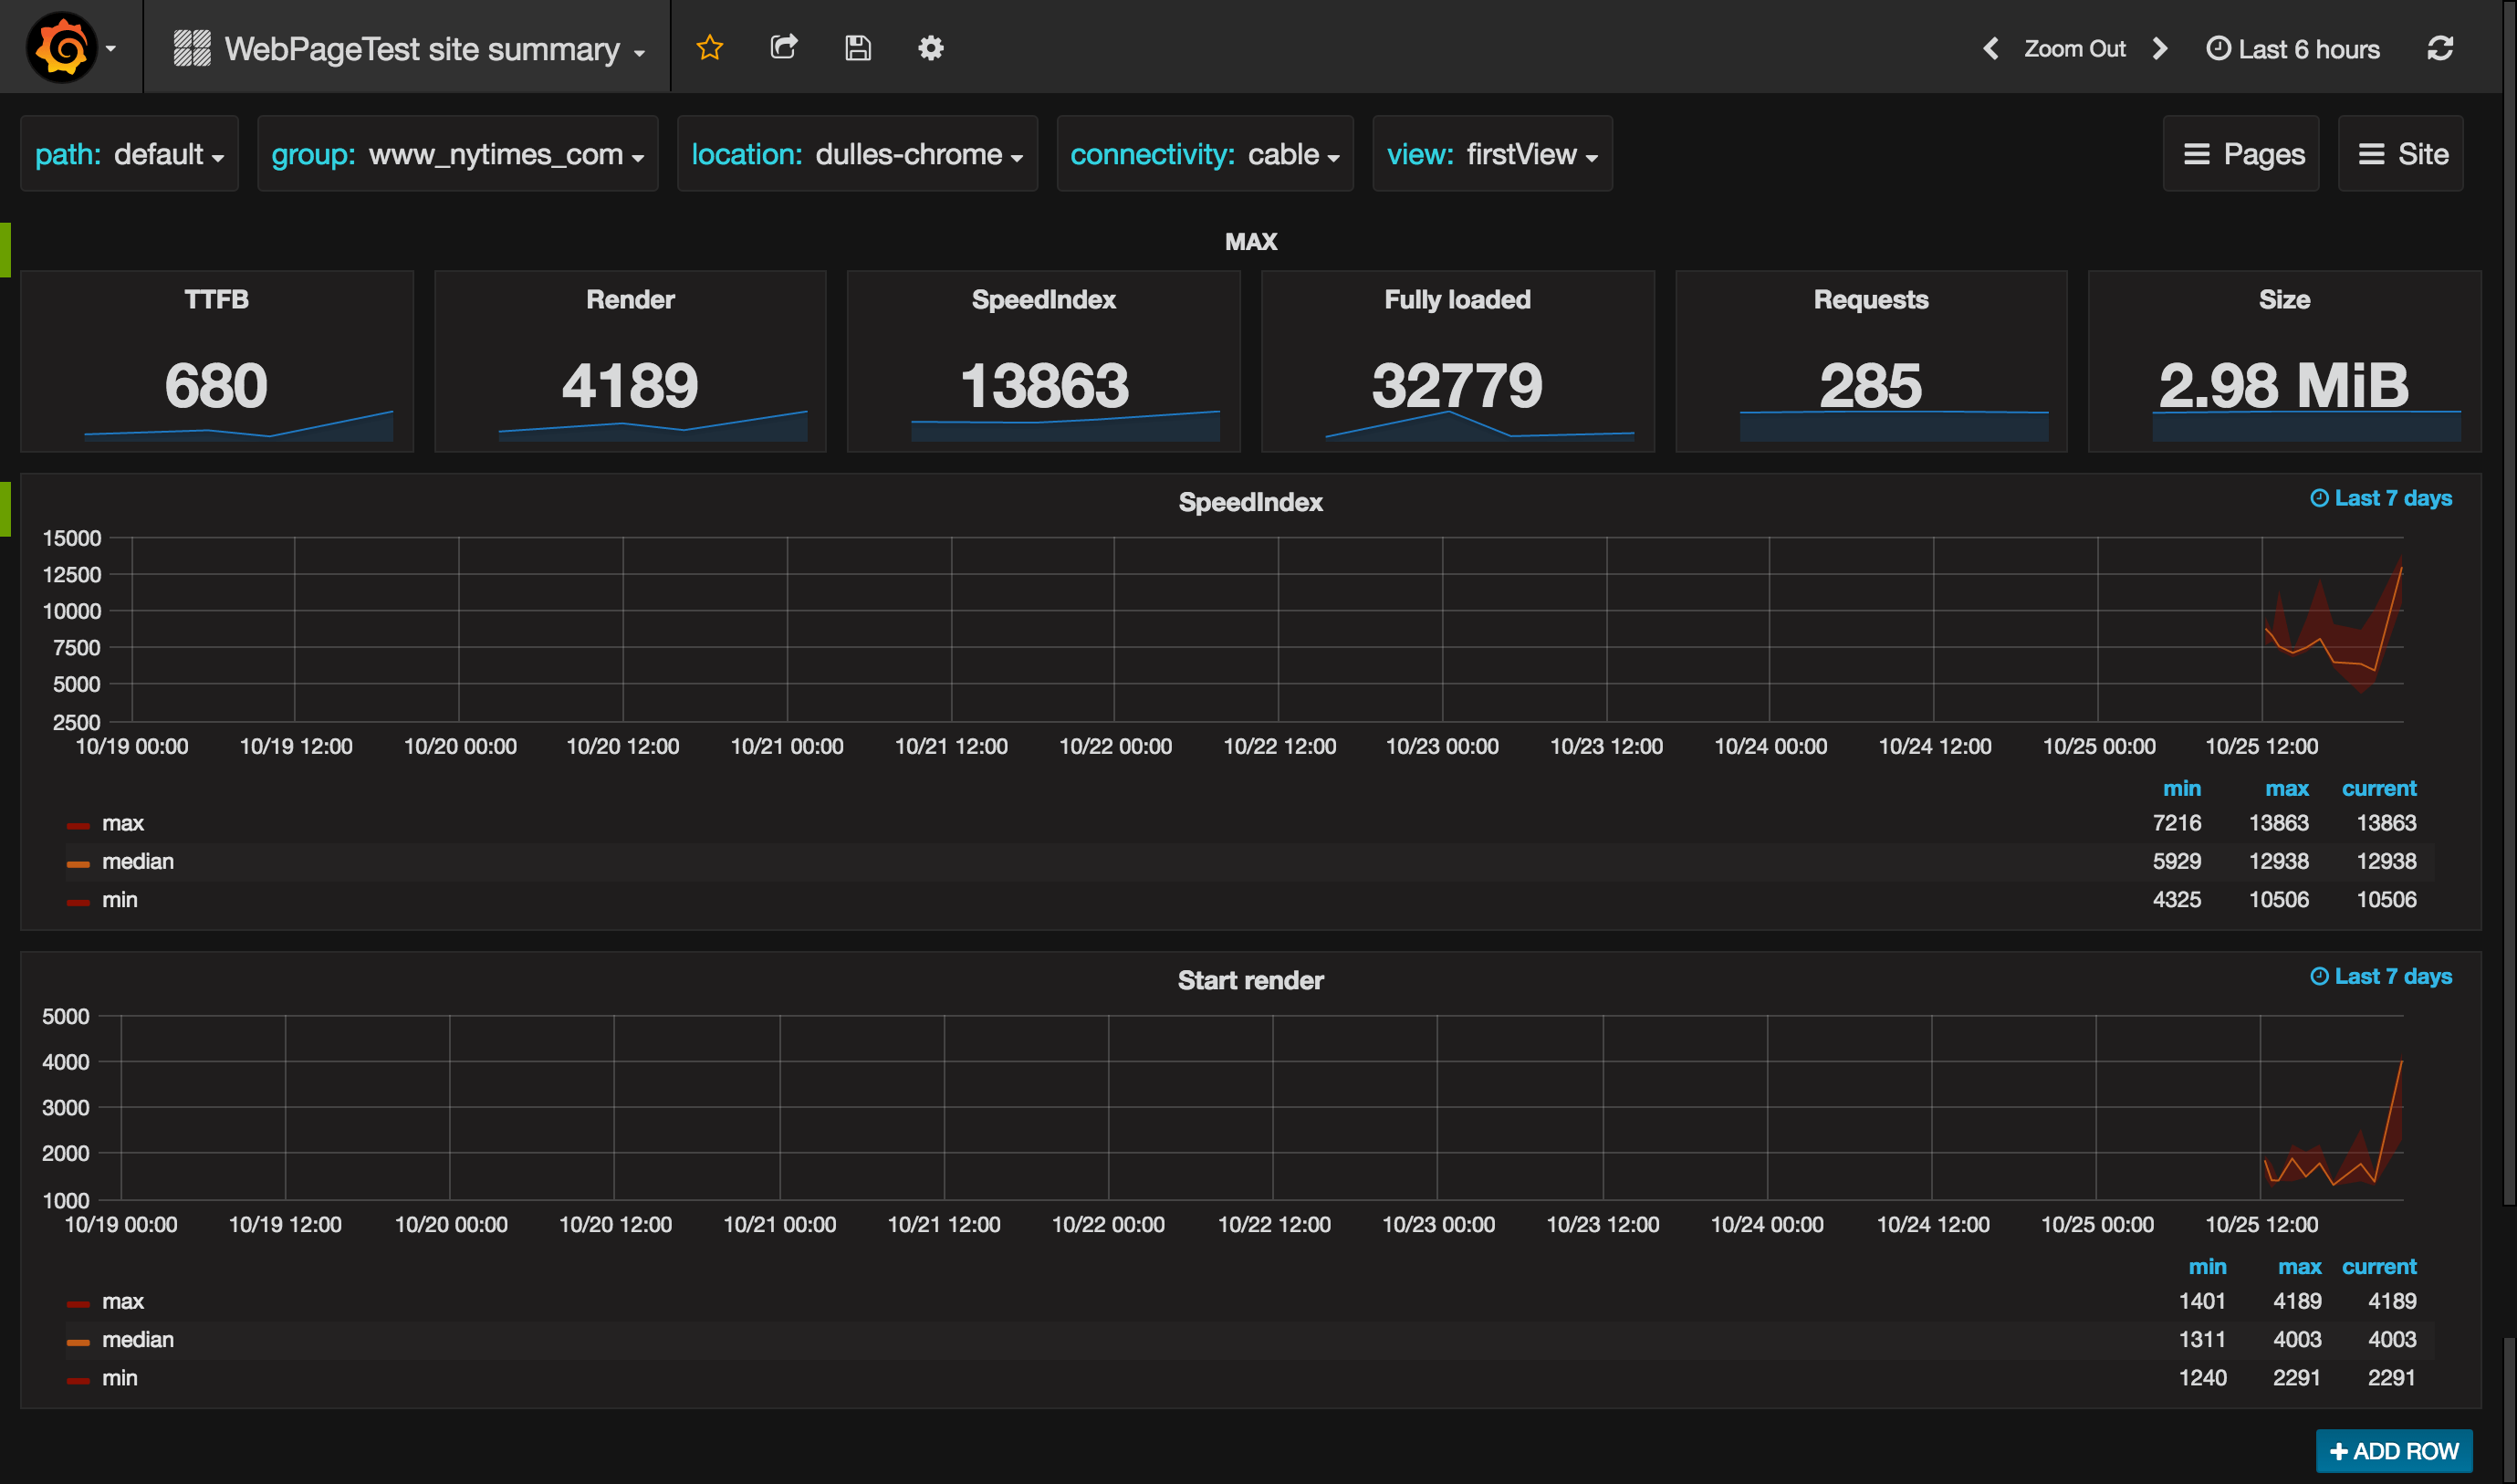 WebPageTest site summary Zoom Out Last 6 hours
path: default group: www_nytimes_com location: dulles-chrome connectivity: cable view: firstView Pages Site
MAX
TTFB Render SpeedIndex Fully loaded Requests Size
680 4189 13863 32779 285 2.98 MiB
SpeedIndex Last 7 days
15000
12500
10000
7500
5000
2500
10/19 00:00 10/19 12:00 10/20 00:00 10/20 12:00 10/21 00:00 10/21 12:00 10/22 00:00 10/22 12:00 10/23 00:00 10/23 12:00 10/24 00:00 10/24 12:00 10/25 00:00 10/25 12:00
min max current
max 7216 13863 13863
median 5929 12938 12938
min 4325 10506 10506
Start render Last 7 days
5000
4000
3000
2000
1000
10/19 00:00 10/19 12:00 10/20 00:00 10/20 12:00 10/21 00:00 10/21 12:00 10/22 00:00 10/22 12:00 10/23 00:00 10/23 12:00 10/24 00:00 10/24 12:00 10/25 00:00 10/25 12:00
min max current
max 1401 4189 4189
median 1311 4003 4003
min 1240 2291 2291
+ ADD ROW